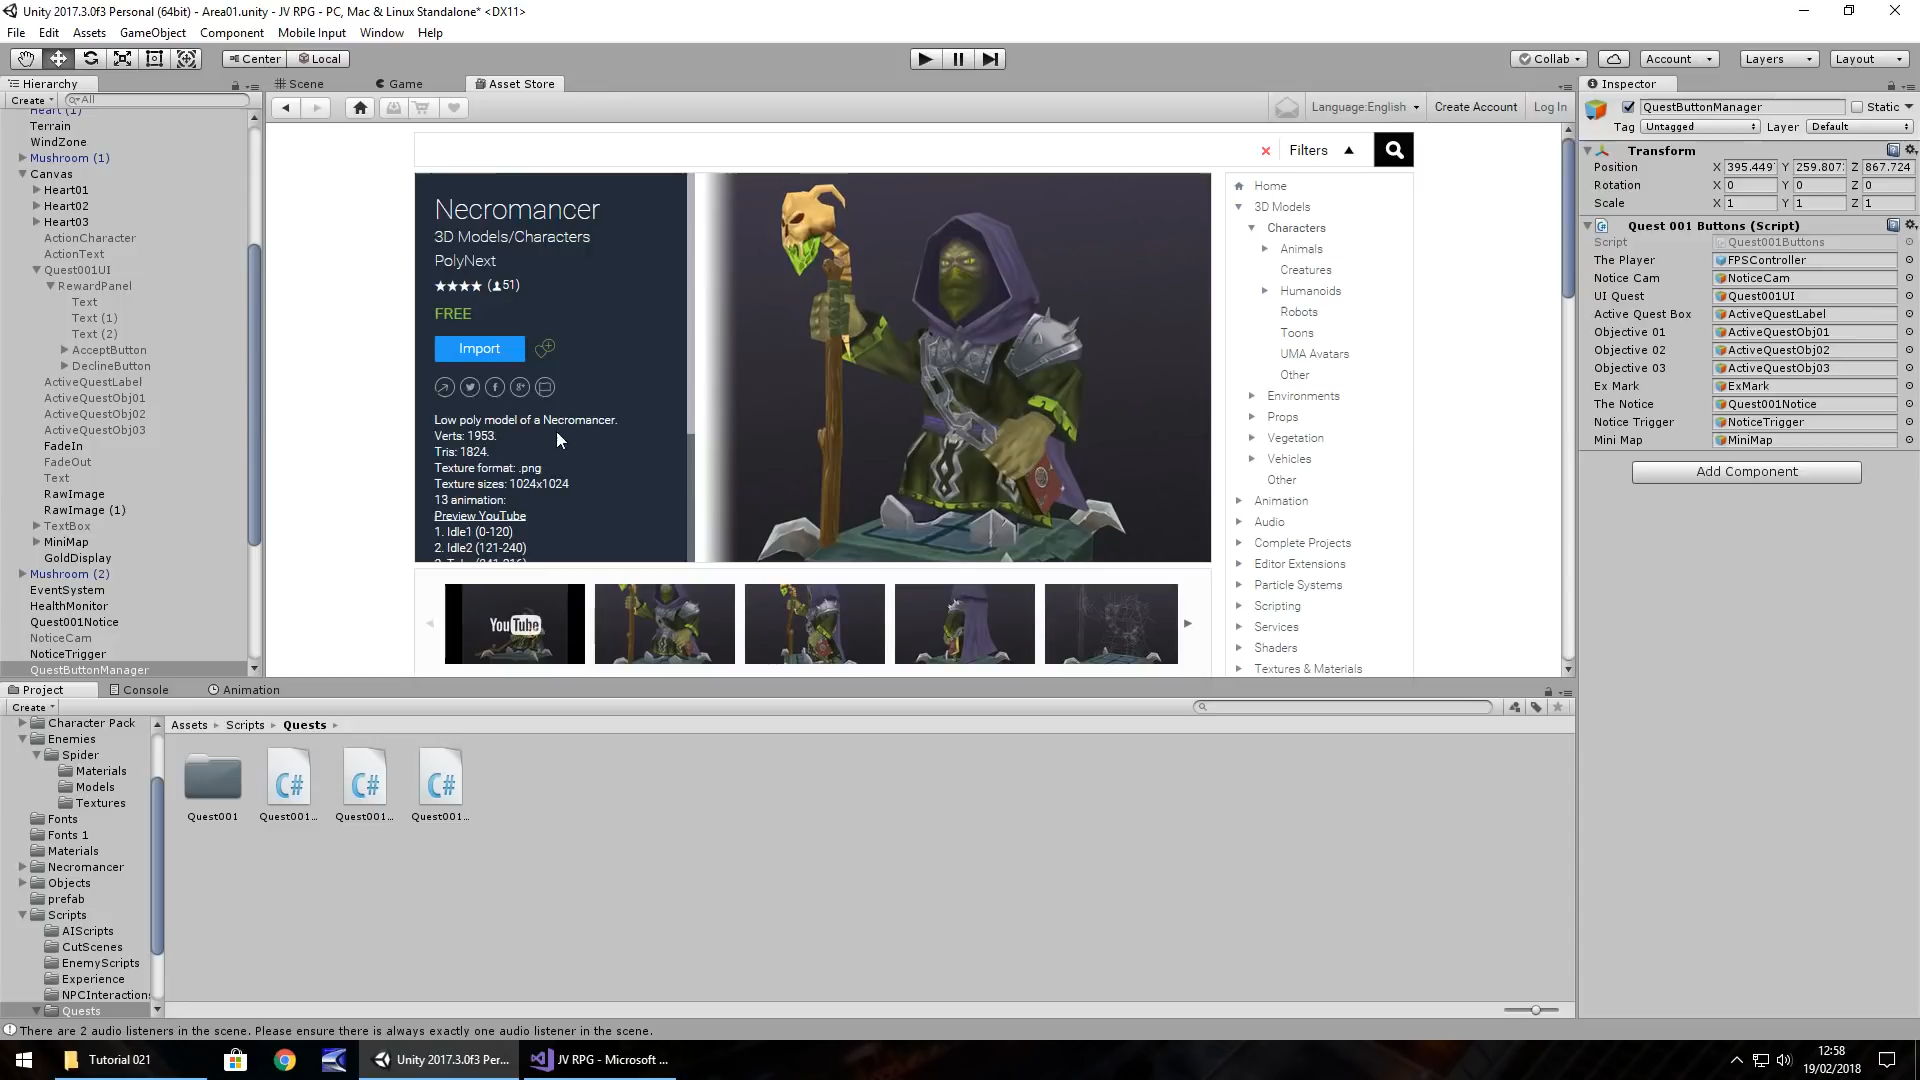 Unity 2017.3.0f3 Personal (64bit) - Area01.unity - JV RPG - PC, Mac & Linux Standalone* <DX11>
File Edit Assets GameObject Component Mobile Input Window Help
Center Local Collab Account Layers Layout
Hierarchy
Create All
Heart (1)
Terrain
WindZone
Mushroom (1)
Canvas
Heart01
Heart02
Heart03
ActionCharacter
ActionText
Quest001UI
RewardPanel
Text
Text (1)
Text (2)
AcceptButton
DeclineButton
ActiveQuestLabel
ActiveQuestObj01
ActiveQuestObj02
ActiveQuestObj03
FadeIn
FadeOut
Text
RawImage
RawImage (1)
TextBox
MiniMap
GoldDisplay
Mushroom (2)
EventSystem
HealthMonitor
Quest001Notice
NoticeCam
NoticeTrigger
QuestButtonManager
Scene Game Asset Store
Language:English Create Account Log In
Filters
Necromancer
3D Models/Characters
PolyNext
(51)
FREE
Import
Low poly model of a Necromancer.
Verts: 1953.
Tris: 1824.
Texture format: .png
Texture sizes: 1024x1024
13 animation:
Preview YouTube
1. Idle1 (0-120)
2. Idle2 (121-240)
YouTube
Home
3D Models
Characters
Animals
Creatures
Humanoids
Robots
Toons
UMA Avatars
Other
Environments
Props
Vegetation
Vehicles
Other
Animation
Audio
Complete Projects
Editor Extensions
Particle Systems
Scripting
Services
Shaders
Textures & Materials
Inspector
QuestButtonManager Static
Tag Untagged Layer Default
Transform
Position X 395.449 Y 259.807 Z 867.724
Rotation X 0 Y 0 Z 0
Scale X 1 Y 1 Z 1
Quest 001 Buttons (Script)
Script Quest001Buttons
The Player FPSController
Notice Cam NoticeCam
UI Quest Quest001UI
Active Quest Box ActiveQuestLabel
Objective 01 ActiveQuestObj01
Objective 02 ActiveQuestObj02
Objective 03 ActiveQuestObj03
Ex Mark ExMark
The Notice Quest001Notice
Notice Trigger NoticeTrigger
Mini Map MiniMap
Add Component
Project Console Animation
Create
Character Pack
Enemies
Spider
Materials
Models
Textures
Fonts
Fonts 1
Materials
Necromancer
Objects
prefab
Scripts
AIScripts
CutScenes
EnemyScripts
Experience
NPCInteractions
Quests
Assets Scripts Quests
C# C# C#
Quest001 Quest001... Quest001... Quest001...
There are 2 audio listeners in the scene. Please ensure there is always exactly one audio listener in the scene.
Tutorial 021 Unity 2017.3.0f3 Per... JV RPG - Microsoft ...
12:58
19/02/2018